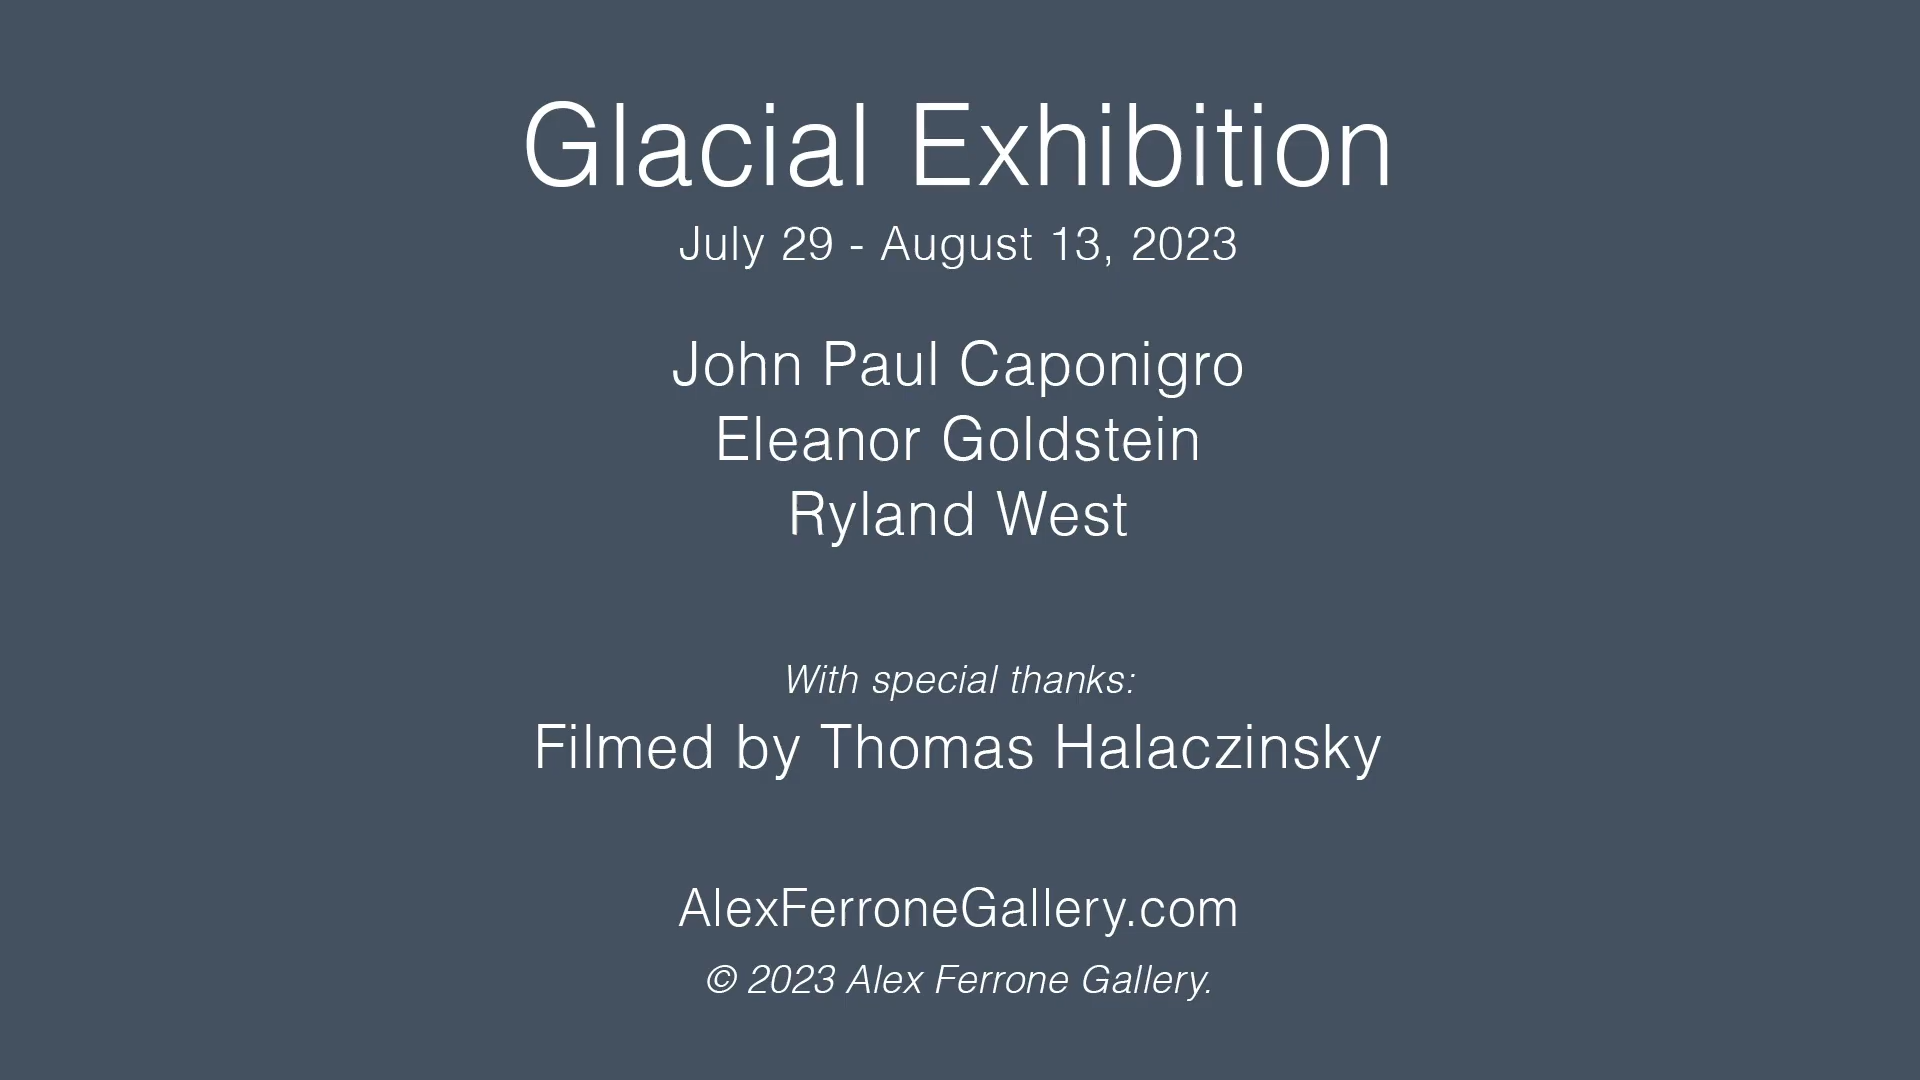 Glacial Exhibition
July 29 - August 13, 2023
John Paul Caponigro
Eleanor Goldstein
Ryland West
With special thanks:
Filmed by Thomas Halaczinsky
AlexFerroneGallery.com
© 2023 Alex Ferrone Gallery.